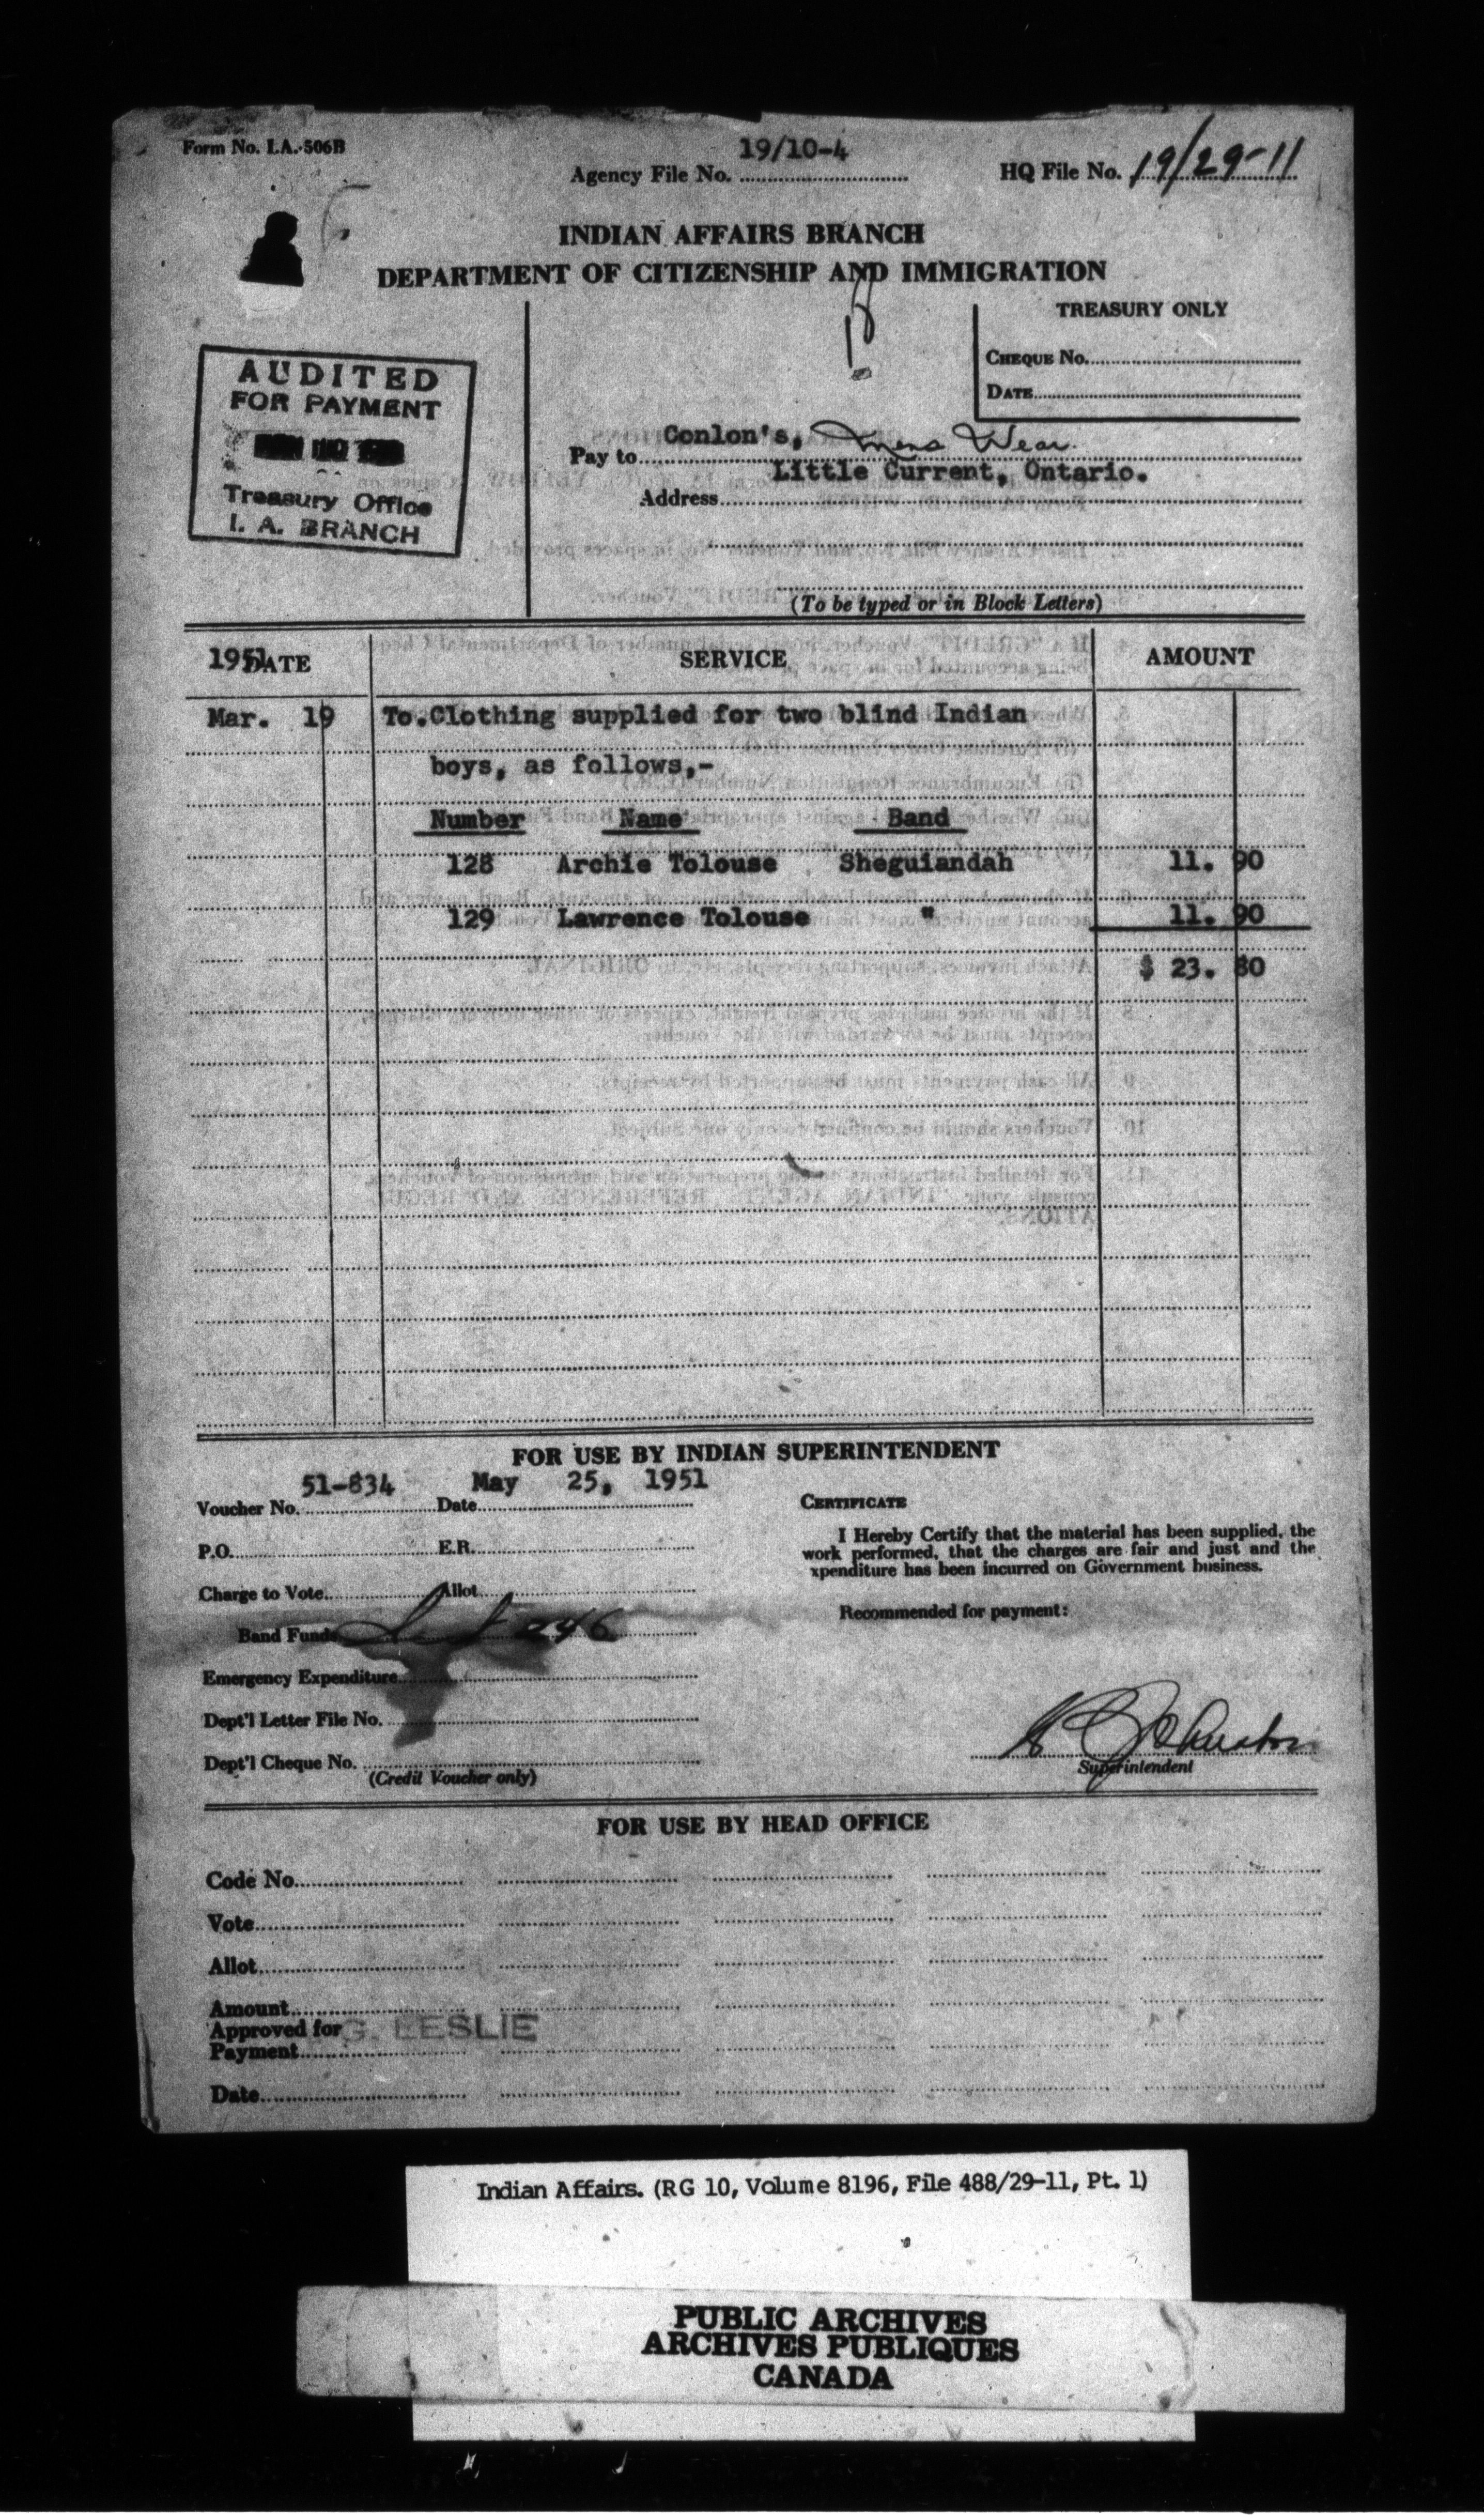 Form No. I.A. 506B
19/10-4
Agency File No.
HQ File No. 19/29-11
INDIAN AFFAIRS BRANCH
DEPARTMENT OF CITIZENSHIP AND IMMIGRATION
TREASURY ONLY
CHEQUE No.
DATE
AUDITED
FOR PAYMENT
Treasury Office
I. A. BRANCH
Pay to Conlon's, Mens Wear.
Address Little Current, Ontario.
(To be typed or in Block Letters)
1951 DATE SERVICE AMOUNT
Mar. 19 To.Clothing supplied for two blind Indian
boys, as follows,-
Number Name Band
128 Archie Tolouse Sheguiandah 11. 90
129 Lawrence Tolouse " 11. 90
$ 23. 80
FOR USE BY INDIAN SUPERINTENDENT
Voucher No. 51-834 Date May 25, 1951
P.O. E.R.
Charge to Vote Allot
Band Funds 246
Emergency Expenditure
Dept'l Letter File No.
Dept'l Cheque No.
(Credit Voucher only)
CERTIFICATE
I Hereby Certify that the material has been supplied, the
work performed, that the charges are fair and just and the
xpenditure has been incurred on Government business.
Recommended for payment:
Johnston
Superintendent
FOR USE BY HEAD OFFICE
Code No.
Vote
Allot
Amount
Approved for G. LESLIE
Payment
Date
Indian Affairs. (RG 10, Volume 8196, File 488/29-11, Pt. 1)
PUBLIC ARCHIVES
ARCHIVES PUBLIQUES
CANADA